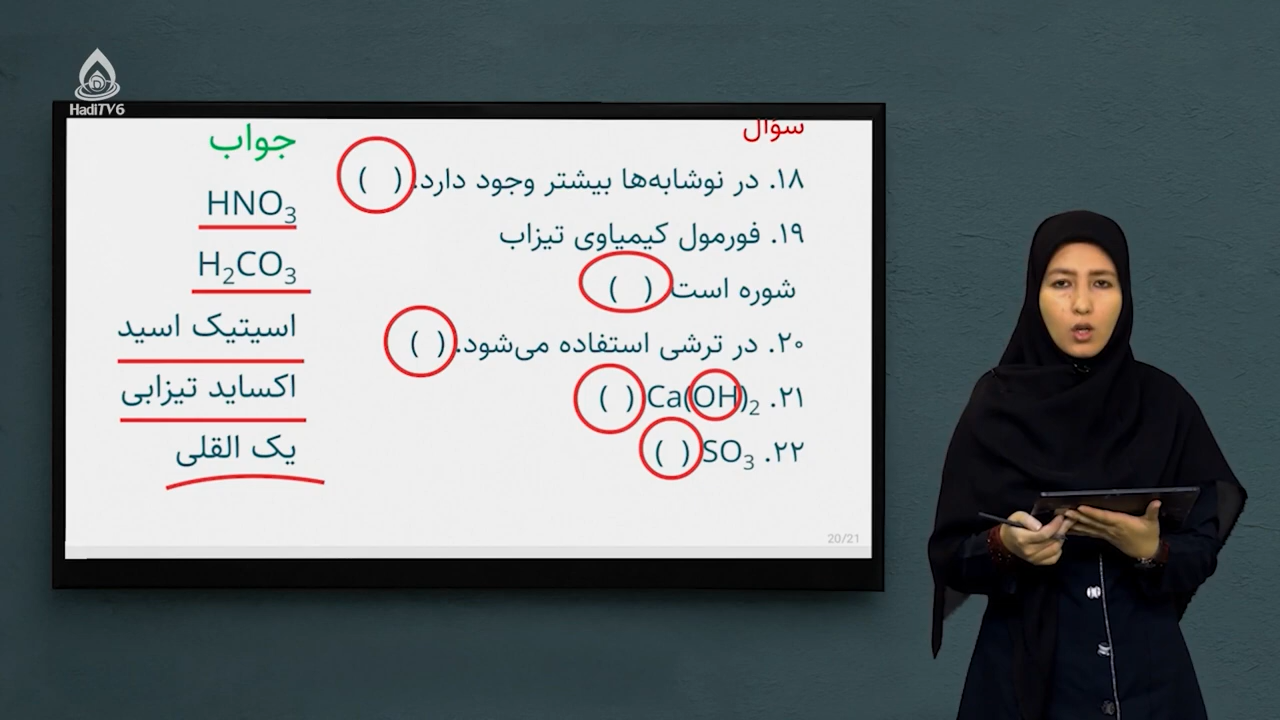 HadiTV6
سؤال
۱۸. در نوشابه‌ها بیشتر وجود دارد. (   )
۱۹. فورمول کیمیاوی تیزاب
شوره است (   )
۲۰. در ترشی استفاده می‌شود. (   )
۲۱. Ca(OH)₂ (   )
۲۲. SO₃ (   )
جواب
HNO₃
H₂CO₃
اسیتیک اسید
اکساید تیزابی
یک القلی
20/21